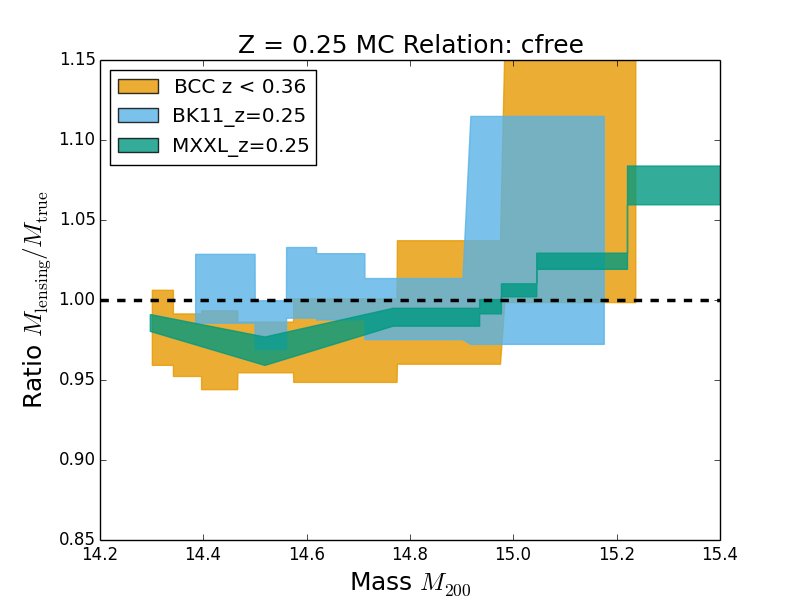 Z = 0.25 MC Relation: cfree
1.15
1.10
1.05
1.00
0.95
0.90
0.85
Ratio M_lensing/M_true
BCC z < 0.36
BK11_z=0.25
MXXL_z=0.25
14.2 14.4 14.6 14.8 15.0 15.2 15.4
Mass M_200